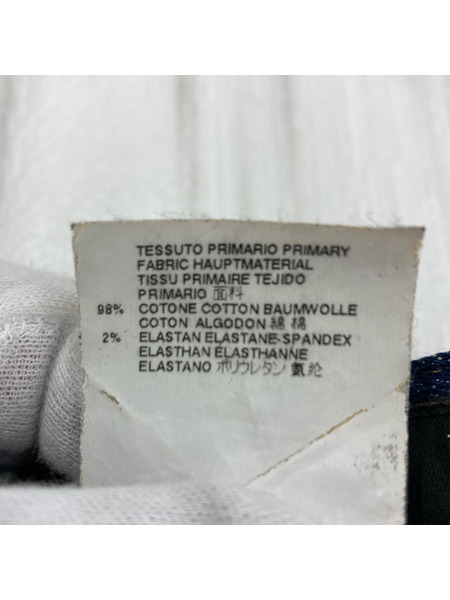 TESSUTO PRIMARIO PRIMARY
FABRIC HAUPTMATERIAL
TISSU PRIMAIRE TEJIDO
PRIMARIO 面料
98% COTONE COTTON BAUMWOLLE
COTON ALGODON 綿 棉
2% ELASTAN ELASTANE-SPANDEX
ELASTHAN ELASTHANNE
ELASTANO ポリウレタン 氨纶